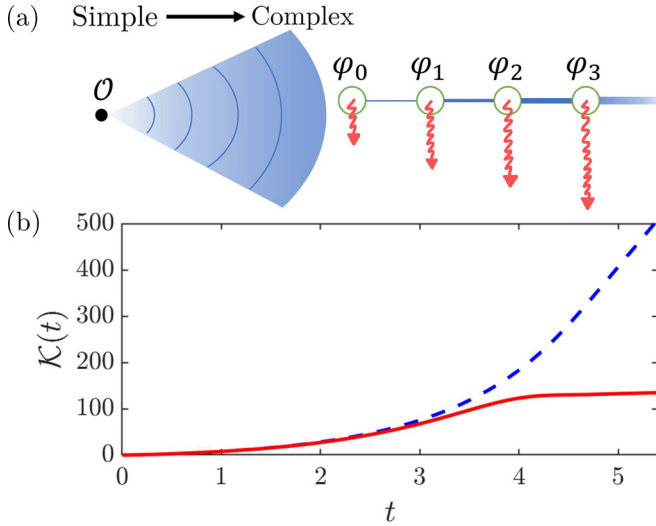 (a) Simple Complex
𝒪 φ₀ φ₁ φ₂ φ₃
(b)
500
400
300
200
100
0
𝒦(t)
0 1 2 3 4 5
t